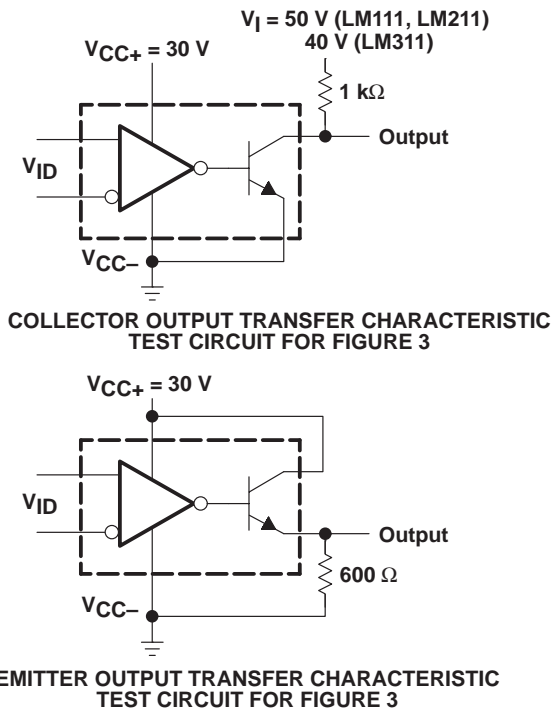 VI = 50 V (LM111, LM211)
40 V (LM311)
VCC+ = 30 V
1 kΩ
Output
VID
VCC–
COLLECTOR OUTPUT TRANSFER CHARACTERISTIC
TEST CIRCUIT FOR FIGURE 3
VCC+ = 30 V
VID
Output
600 Ω
VCC–
EMITTER OUTPUT TRANSFER CHARACTERISTIC
TEST CIRCUIT FOR FIGURE 3